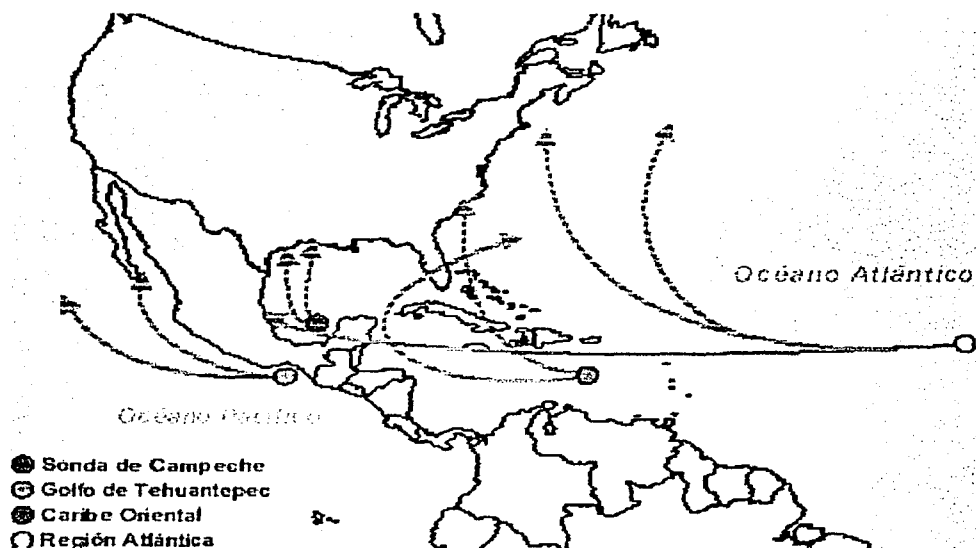 Océano Atlántico
Océano Pacífico
Sonda de Campeche
Golfo de Tehuantepec
Caribe Oriental
Región Atlántica